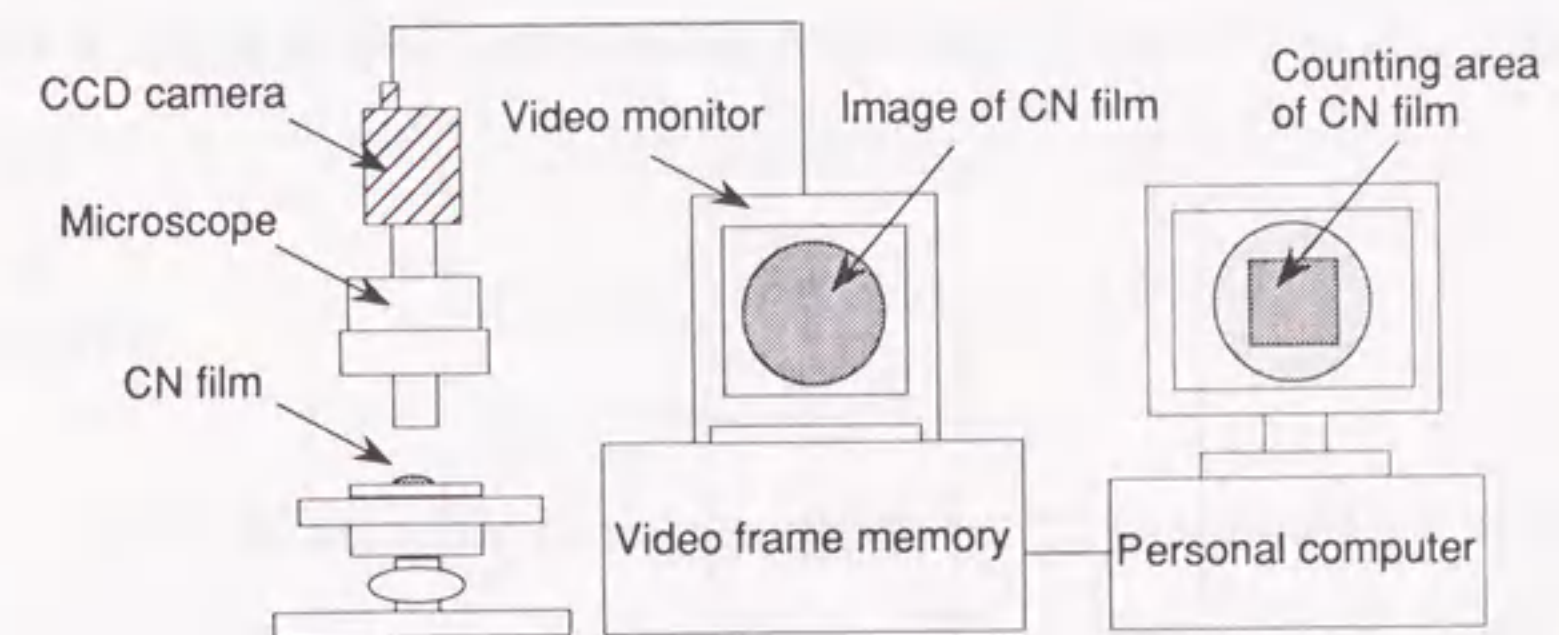 CCD camera
Microscope
CN film
Video monitor
Image of CN film
Counting area
of CN film
Video frame memory
Personal computer